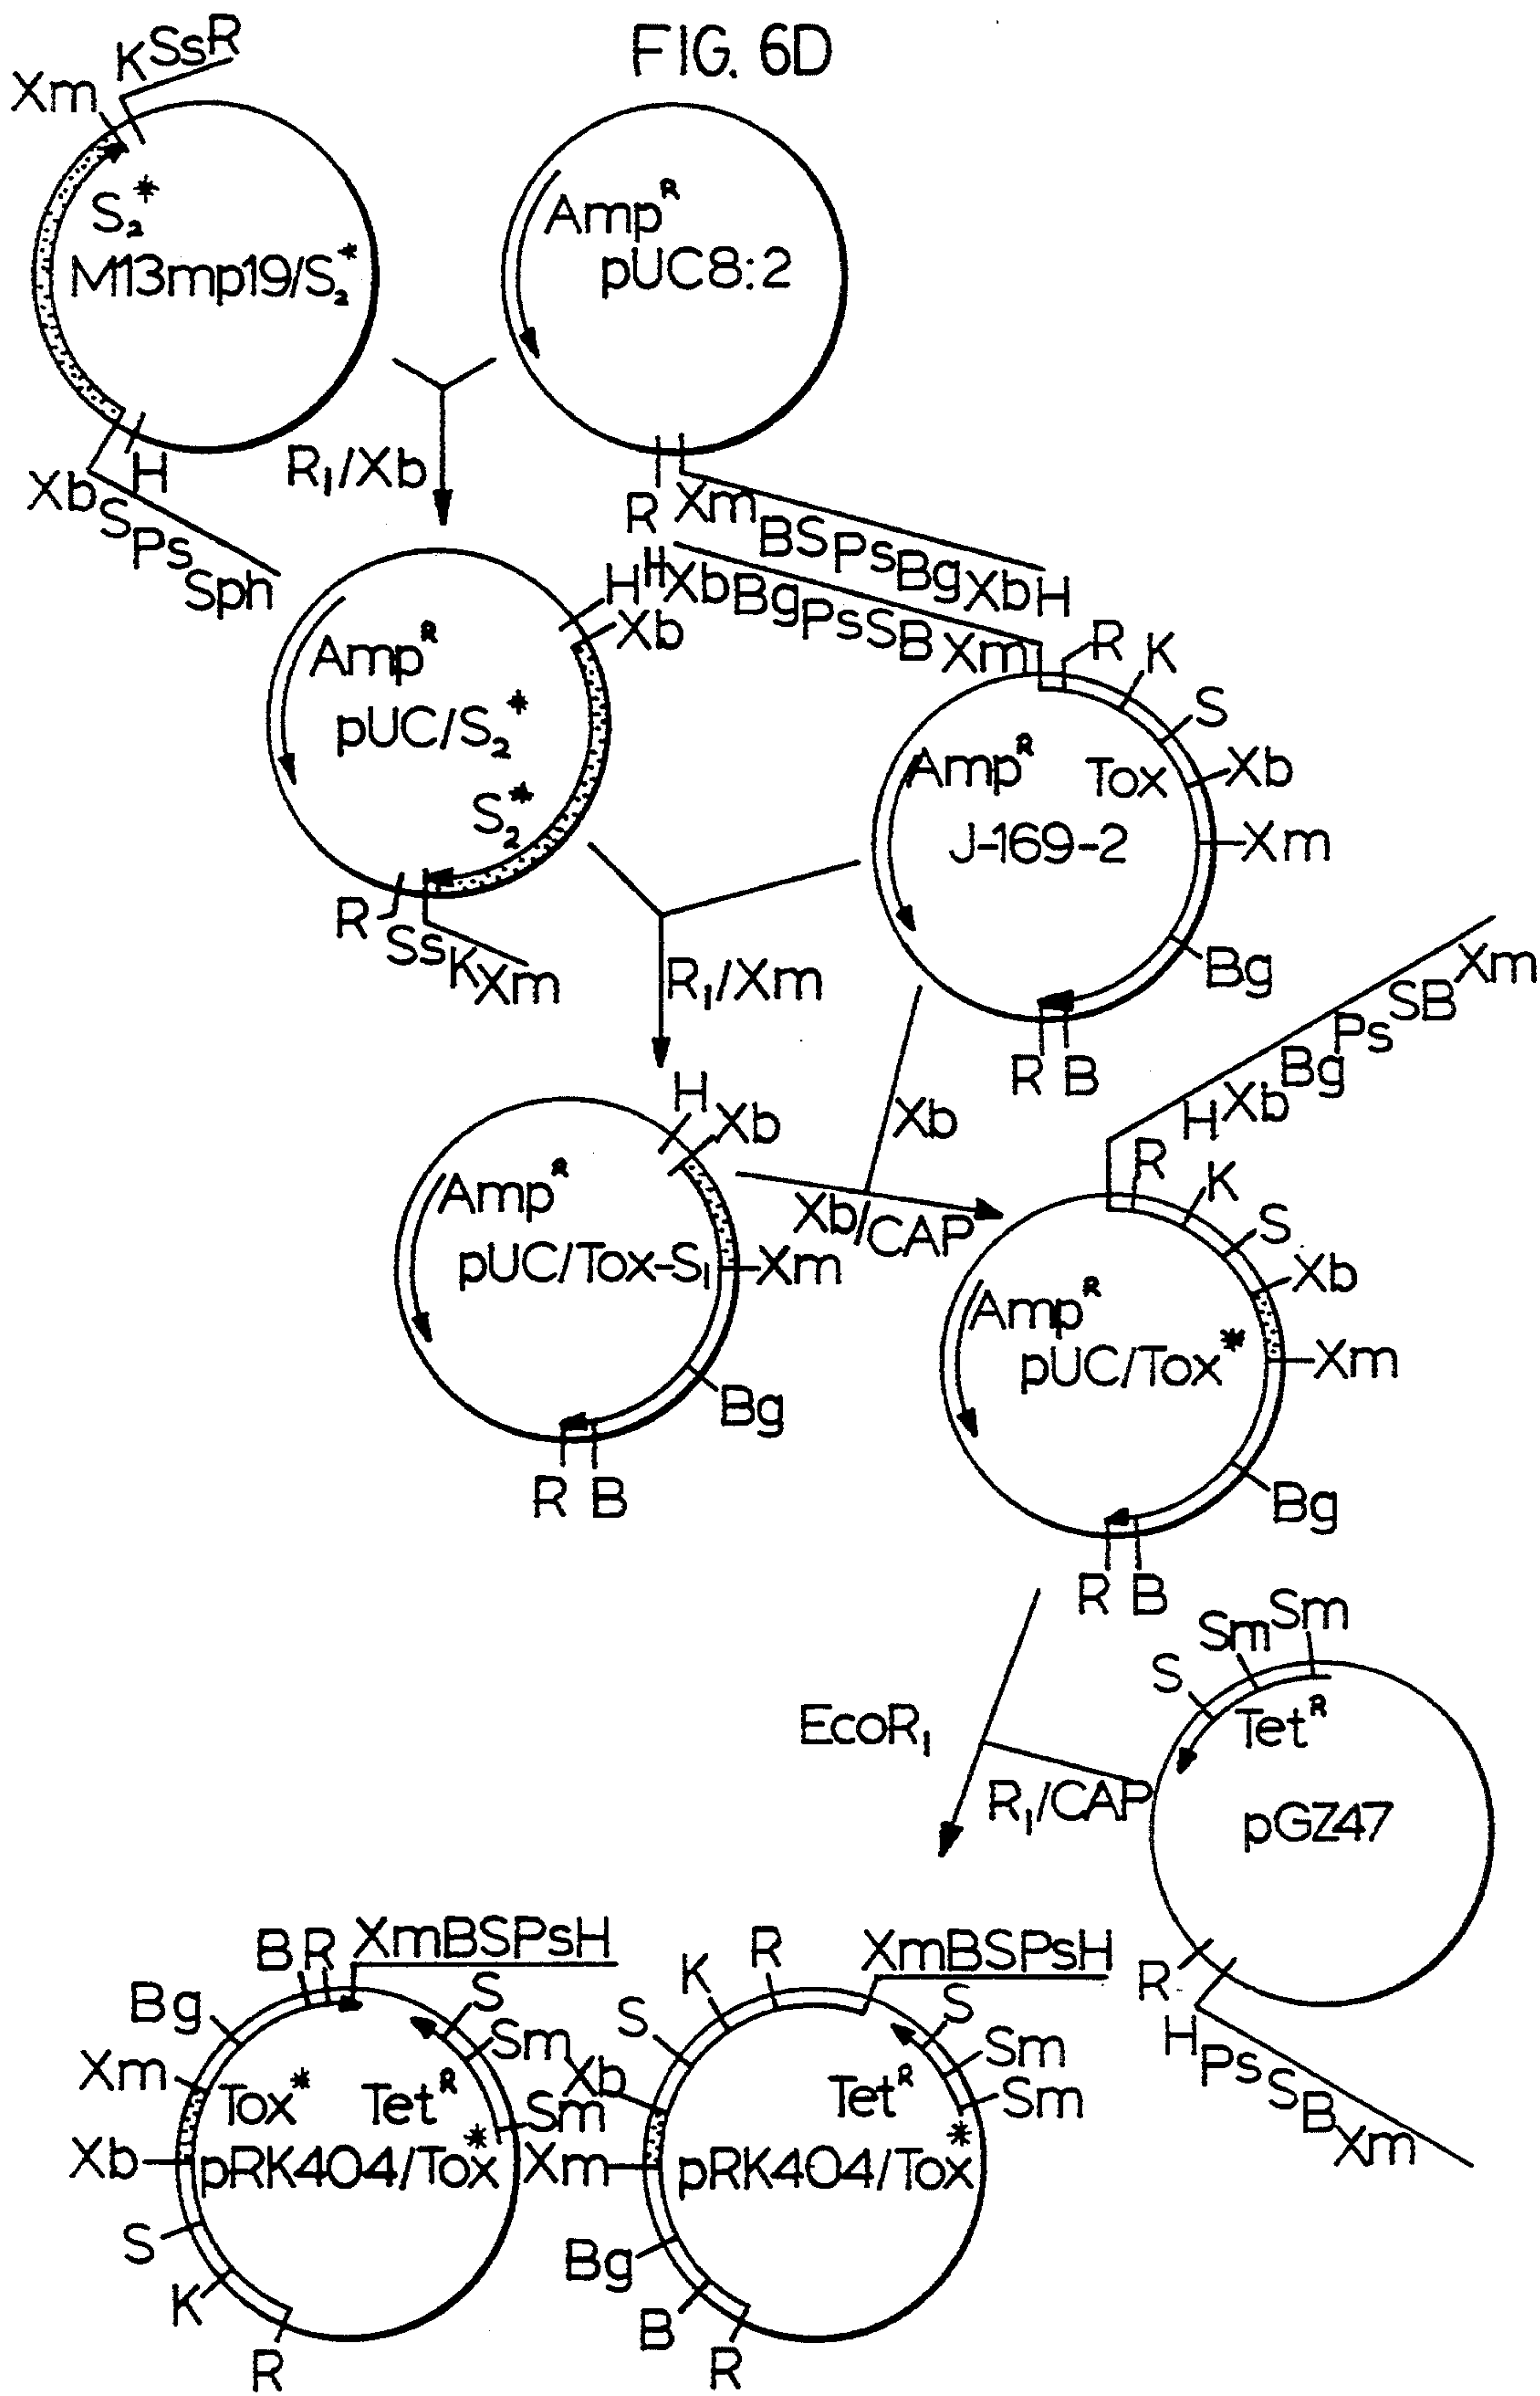 FIG. 6D
Xm
K Ss R
S₂*
M13mp19/S₂*
H
Xb S Ps Sph
Amp^R
pUC8:2
R
Xm B S Ps Bg Xb H
R₁/Xb
H
Xb
Amp^R
pUC/S₂*
S₂*
R
Ss K Xm
H Xb Bg Ps S B Xm
R
K
S
Xb
Xm
Bg
R B
Amp^R
Tox
J-169-2
R₁/Xm
Xb
Xb/CAP
H
Xb
Amp^R
pUC/Tox-S₁
Xm
Bg
R B
H Xb Bg Ps S B Xm
R
K
S
Xb
Amp^R
pUC/Tox*
Xm
Bg
R B
EcoR₁
R₁/CAP
S
Sm
Sm
Tet^R
pGZ47
R
H Ps S B Xm
B R
XmBSPsH
Bg
S
Xm
Sm
Tox*
Tet^R
Sm
Xb
pRK404/Tox*
S
K
R
R
XmBSPsH
K
S
S
Sm
Xb
Tet^R
Sm
Xm
pRK404/Tox*
Bg
B
R